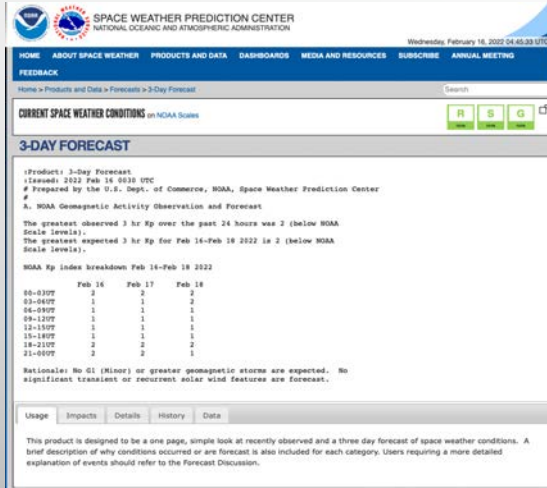 SPACE WEATHER PREDICTION CENTER
NATIONAL OCEANIC AND ATMOSPHERIC ADMINISTRATION
Wednesday, February 16, 2022 04:45:33 UTC
HOME ABOUT SPACE WEATHER PRODUCTS AND DATA DASHBOARDS MEDIA AND RESOURCES SUBSCRIBE ANNUAL MEETING
FEEDBACK
Home > Products and Data > Forecasts > 3-Day Forecast
Search
CURRENT SPACE WEATHER CONDITIONS on NOAA Scales
R S G
3-DAY FORECAST
:Product: 3-Day Forecast
:Issued: 2022 Feb 16 0030 UTC
# Prepared by the U.S. Dept. of Commerce, NOAA, Space Weather Prediction Center
#
A. NOAA Geomagnetic Activity Observation and Forecast
The greatest observed 3 hr Kp over the past 24 hours was 2 (below NOAA
Scale levels).
The greatest expected 3 hr Kp for Feb 16-Feb 18 2022 is 2 (below NOAA
Scale levels).
NOAA Kp index breakdown Feb 16-Feb 18 2022
Feb 16 Feb 17 Feb 18
00-03UT 2 2 2
03-06UT 1 1 2
06-09UT 1 1 1
09-12UT 1 1 1
12-15UT 1 1 1
15-18UT 1 1 1
18-21UT 2 2 2
21-00UT 2 2 1
Rationale: No G1 (Minor) or greater geomagnetic storms are expected. No
significant transient or recurrent solar wind features are forecast.
Usage Impacts Details History Data
This product is designed to be a one page, simple look at recently observed and a three day forecast of space weather conditions. A
brief description of why conditions occurred or are forecast is also included for each category. Users requiring a more detailed
explanation of events should refer to the Forecast Discussion.